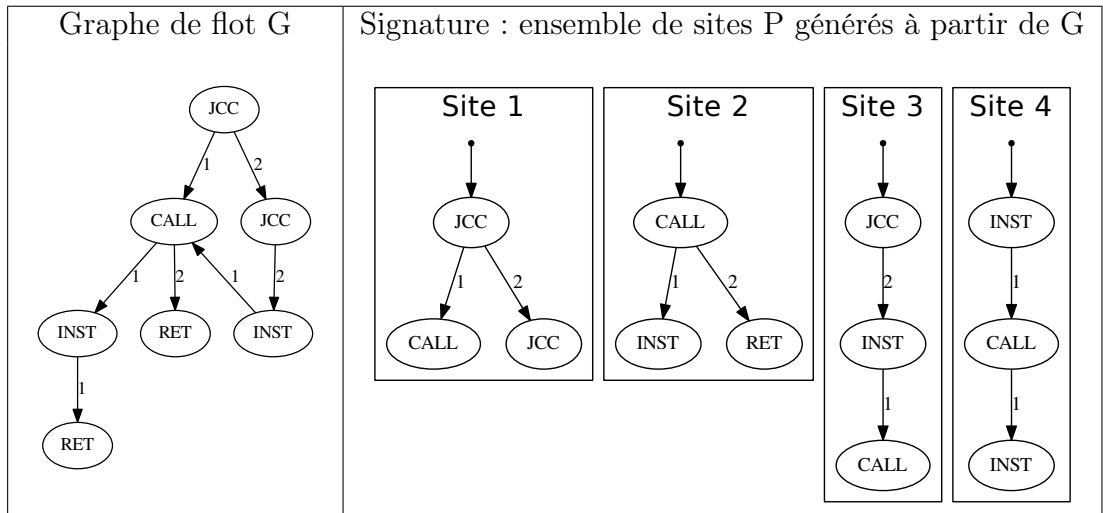 Graphe de flot G
Signature : ensemble de sites P générés à partir de G
JCC
1
2
CALL
JCC
1
2
1
2
INST
RET
INST
1
RET
Site 1
JCC
1
2
CALL
JCC
Site 2
CALL
1
2
INST
RET
Site 3
JCC
2
INST
1
CALL
Site 4
INST
1
CALL
1
INST